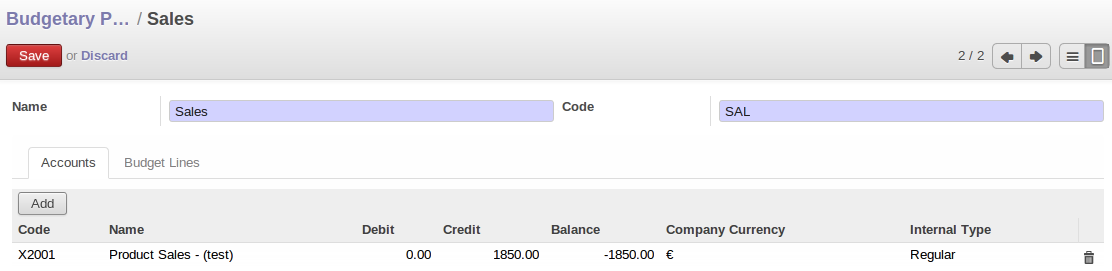 Budgetary P... / Sales
Save or Discard
2 / 2
Name
Sales
Code
SAL
Accounts
Budget Lines
Add
Code Name Debit Credit Balance Company Currency Internal Type
X2001 Product Sales - (test) 0.00 1850.00 -1850.00 € Regular